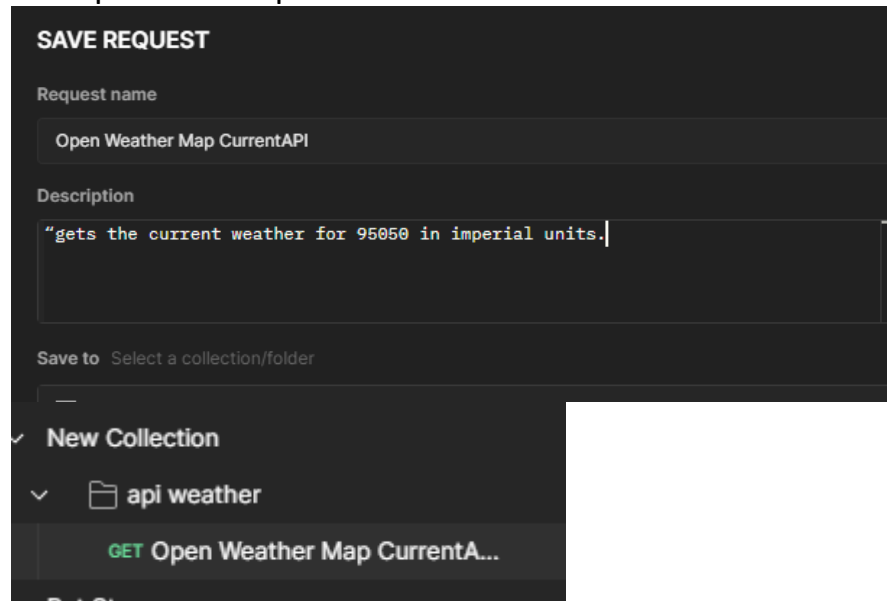 SAVE REQUEST
Request name
Open Weather Map CurrentAPI
Description
“gets the current weather for 95050 in imperial units.
Save to Select a collection/folder
New Collection
api weather
GET Open Weather Map CurrentA...